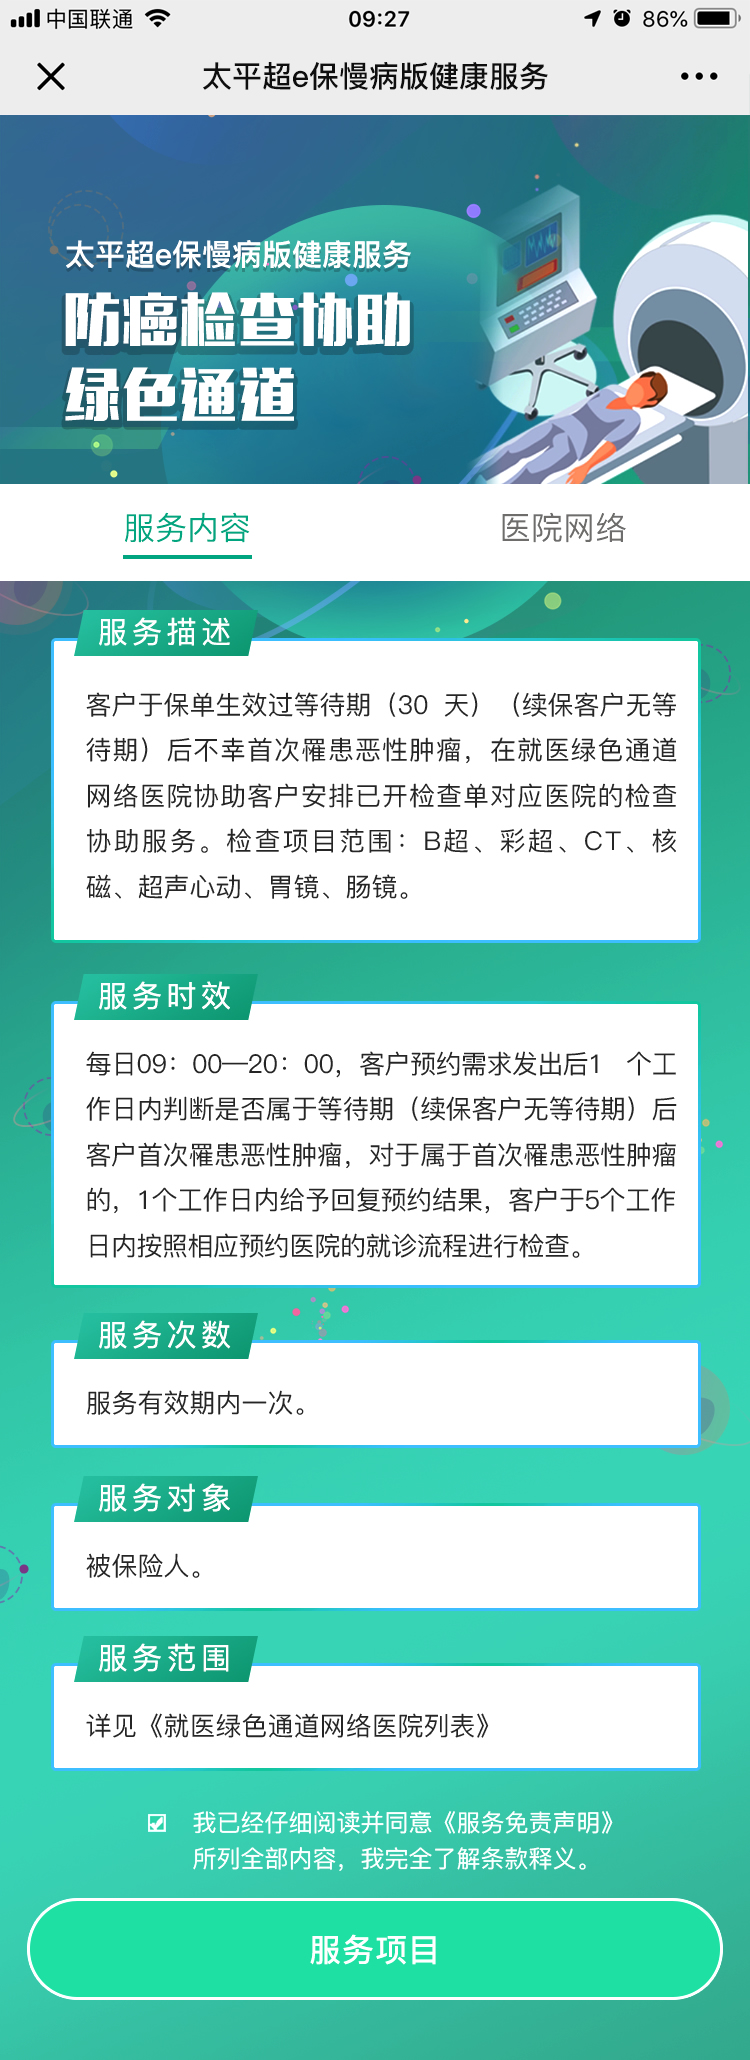 中国联通
09:27
86%
太平超e保慢病版健康服务
太平超e保慢病版健康服务
防癌检查协助
绿色通道
服务内容
医院网络
服务描述
客户于保单生效过等待期（30 天）（续保客户无等
待期）后不幸首次罹患恶性肿瘤，在就医绿色通道
网络医院协助客户安排已开检查单对应医院的检查
协助服务。检查项目范围：B超、彩超、CT、核
磁、超声心动、胃镜、肠镜。
服务时效
每日09：00—20：00，客户预约需求发出后1 个工
作日内判断是否属于等待期（续保客户无等待期）后
客户首次罹患恶性肿瘤，对于属于首次罹患恶性肿瘤
的，1个工作日内给予回复预约结果，客户于5个工作
日内按照相应预约医院的就诊流程进行检查。
服务次数
服务有效期内一次。
服务对象
被保险人。
服务范围
详见《就医绿色通道网络医院列表》
我已经仔细阅读并同意《服务免责声明》
所列全部内容，我完全了解条款释义。
服务项目